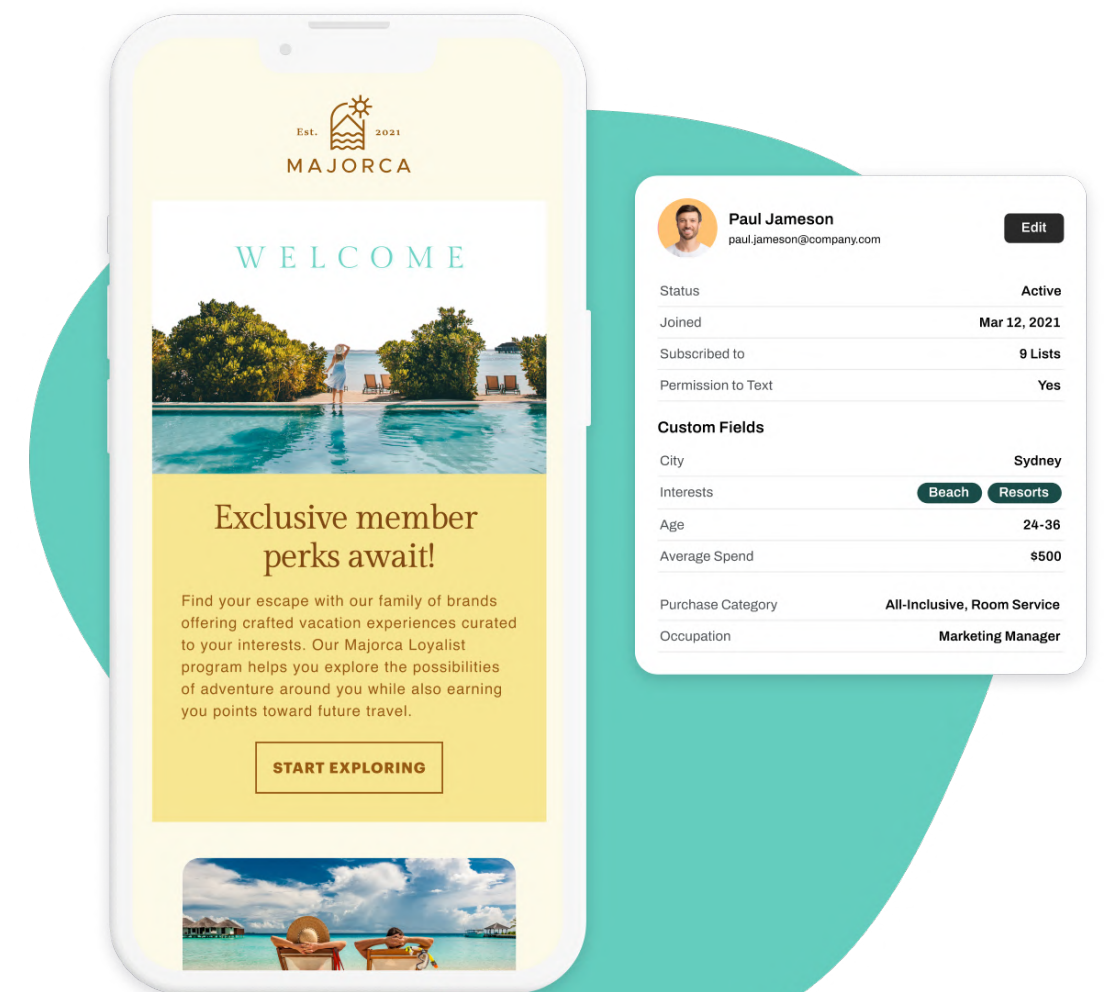 Est. 2021
MAJORCA
WELCOME
Exclusive member
perks await!
Find your escape with our family of brands
offering crafted vacation experiences curated
to your interests. Our Majorca Loyalist
program helps you explore the possibilities
of adventure around you while also earning
you points toward future travel.
START EXPLORING
Paul Jameson
paul.jameson@company.com
Edit
Status Active
Joined Mar 12, 2021
Subscribed to 9 Lists
Permission to Text Yes
Custom Fields
City Sydney
Interests Beach Resorts
Age 24-36
Average Spend $500
Purchase Category All-Inclusive, Room Service
Occupation Marketing Manager